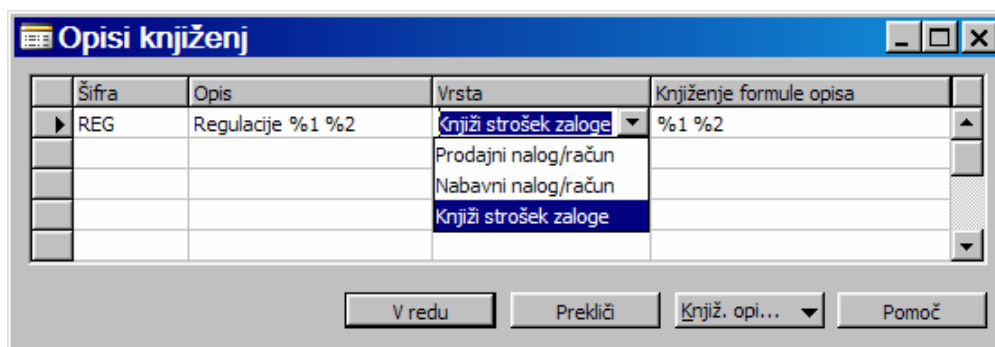 Opisi knjiženj
Šifra Opis Vrsta Knjiženje formule opisa
REG Regulacije %1 %2 Knjiži strošek zaloge %1 %2
Prodajni nalog/račun
Nabavni nalog/račun
Knjiži strošek zaloge
V redu Prekliči Knjiž. opi... Pomoč